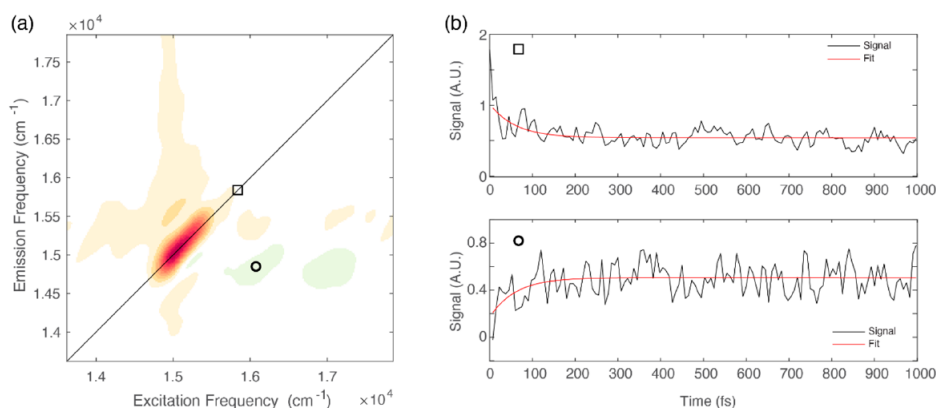 (a)
×10⁴
1.75
1.7
1.65
1.6
1.55
1.5
1.45
1.4
Emission Frequency (cm⁻¹)
1.4 1.5 1.6 1.7
Excitation Frequency (cm⁻¹) ×10⁴
(b)
2
1
0
Signal (A.U.)
Signal
Fit
0 100 200 300 400 500 600 700 800 900 1000
0.8
0.4
0
Signal (A.U.)
Signal
Fit
0 100 200 300 400 500 600 700 800 900 1000
Time (fs)